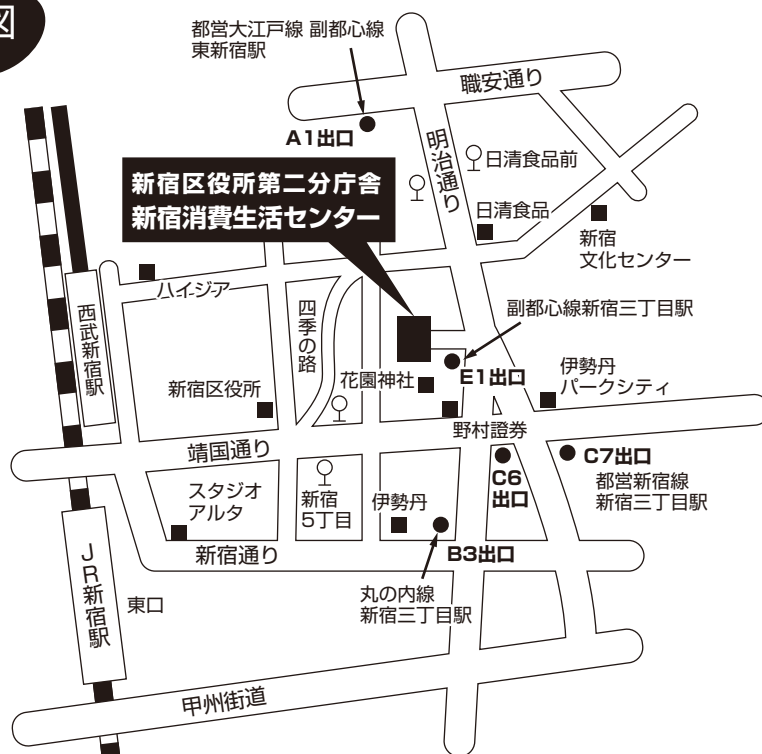 図
都営大江戸線 副都心線
東新宿駅
職安通り
A1出口
明治通り
日清食品前
新宿区役所第二分庁舎
新宿消費生活センター
日清食品
新宿
文化センター
ハイジア
四季の路
副都心線新宿三丁目駅
西武新宿駅
伊勢丹
パークシティ
花園神社
E1出口
新宿区役所
野村證券
靖国通り
C7出口
C6
出口
都営新宿線
新宿三丁目駅
スタジオ
アルタ
新宿
5丁目
伊勢丹
新宿通り
B3出口
JR新宿駅
東口
丸の内線
新宿三丁目駅
甲州街道